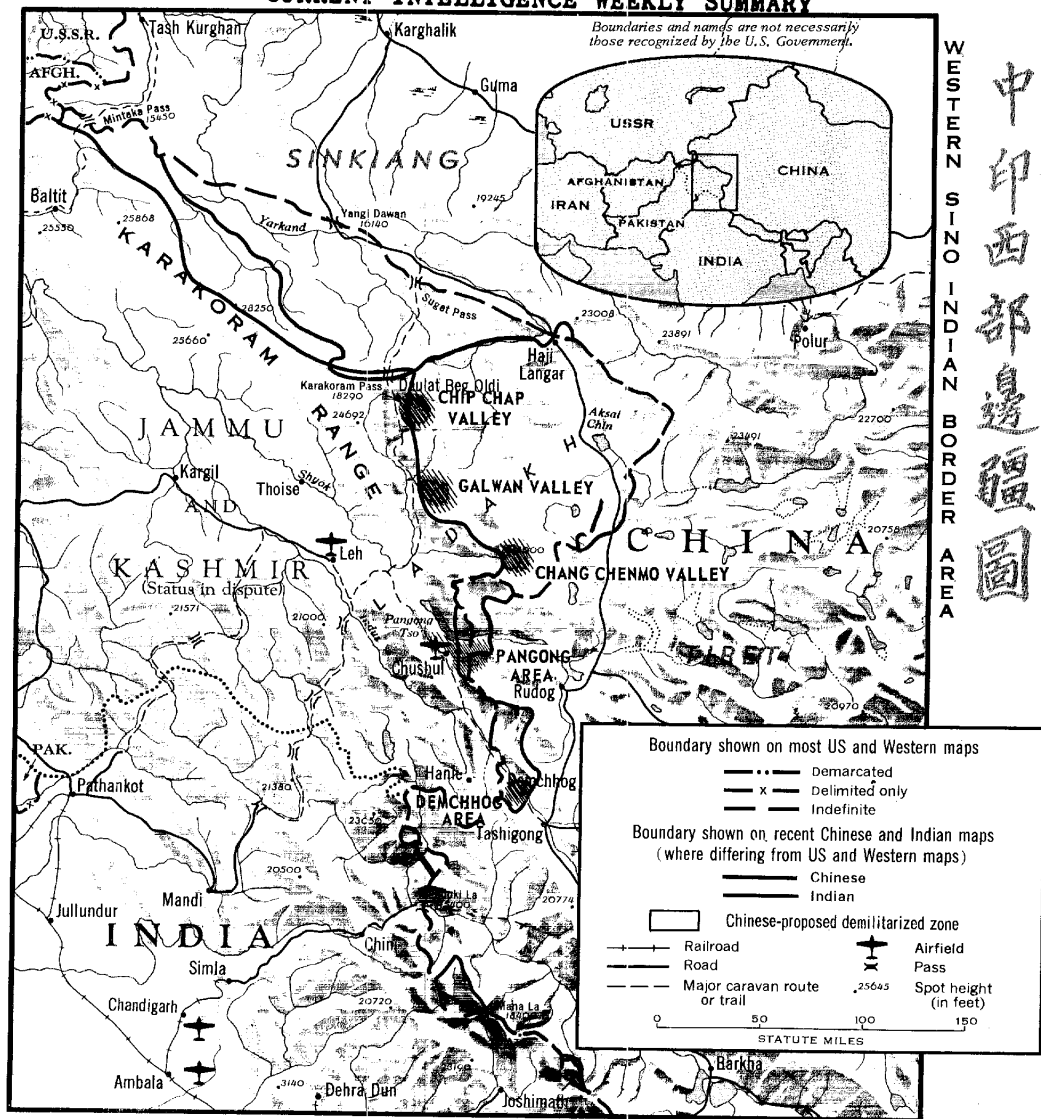 CURRENT INTELLIGENCE WEEKLY SUMMARY
Boundaries and names are not necessarily
those recognized by the U.S. Government.
WESTERN SINO INDIAN BORDER AREA
中印西部邊疆圖
U.S.S.R.
Tash Kurghan
Karghalik
AFGH.
Guma
Mintaka Pass
15450
SINKIANG
USSR
CHINA
AFGHANISTAN
IRAN
PAKISTAN
INDIA
Baltit
25868
25550
19245
Yangi Dawan
16140
Yarkand
KARAKORAM
RANGE
Suget Pass
28250
23008
23891
Polur
25660
Haji
Langar
Karakoram Pass
18290
Daulat Beg Oldi
CHIP CHAP
VALLEY
24692
Aksai
Chin
22700
23491
JAMMU
AND
KASHMIR
(Status in dispute)
Kargil
Thoise
Shyok
GALWAN VALLEY
LADAKH
20758
CHINA
Leh
CHANG CHENMO VALLEY
21571
21000
Indus
Pangong
Tso
Chushul
PANGONG
AREA
TIBET
Rudog
20970
PAK.
Pathankot
Hanle
Demchhog
21380
DEMCHHOG
AREA
23050
Tashigong
20500
Mandi
20774
Jullundur
INDIA
Chini
Simla
Chandigarh
20720
Ambala
3140
Dehra Dun
Joshimath
Barkha
Boundary shown on most US and Western maps
Demarcated
Delimited only
Indefinite
Boundary shown on recent Chinese and Indian maps
(where differing from US and Western maps)
Chinese
Indian
Chinese-proposed demilitarized zone
Railroad
Airfield
Road
Pass
Major caravan route
or trail
.25645
Spot height
(in feet)
0 50 100 150
STATUTE MILES